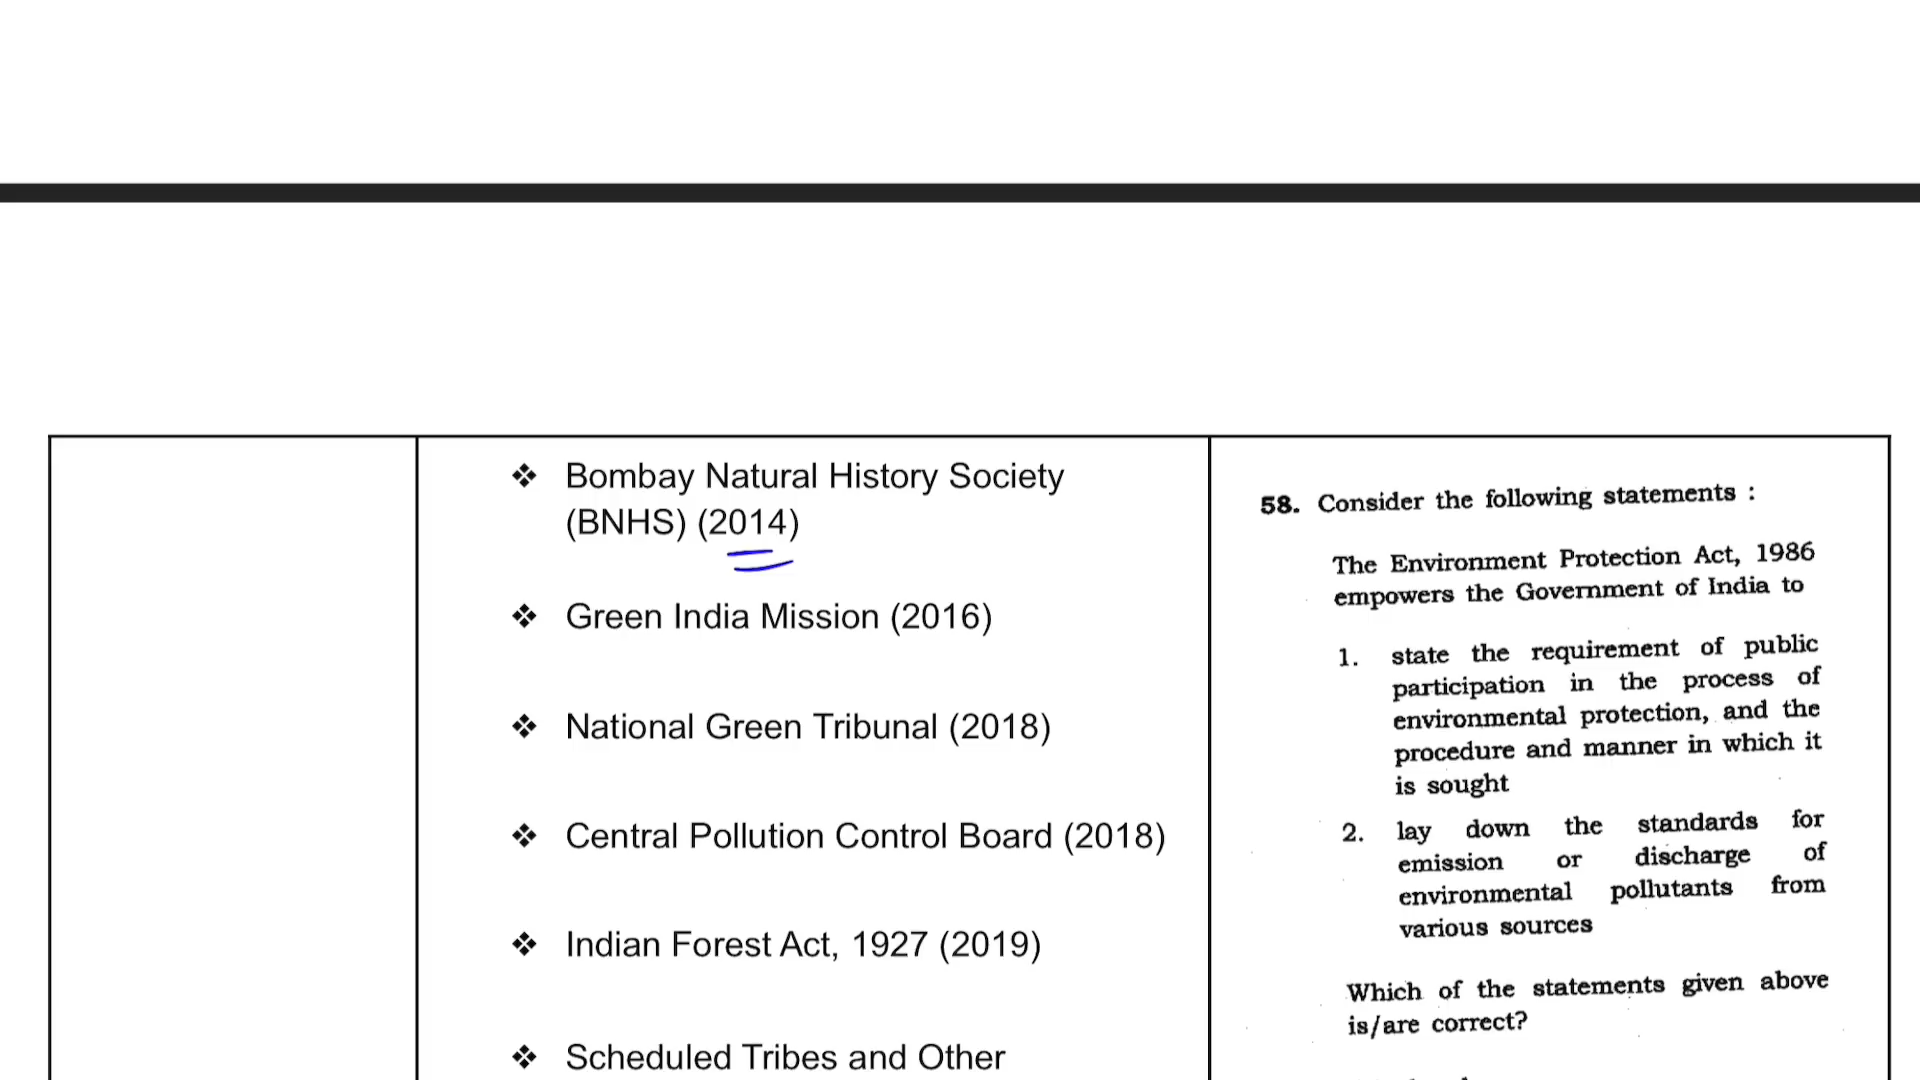 ❖ Bombay Natural History Society
(BNHS) (2014)
❖ Green India Mission (2016)
❖ National Green Tribunal (2018)
❖ Central Pollution Control Board (2018)
❖ Indian Forest Act, 1927 (2019)
❖ Scheduled Tribes and Other
58. Consider the following statements :
The Environment Protection Act, 1986
empowers the Government of India to
1. state the requirement of public
participation in the process of
environmental protection, and the
procedure and manner in which it
is sought
2. lay down the standards for
emission or discharge of
environmental pollutants from
various sources
Which of the statements given above
is/are correct?